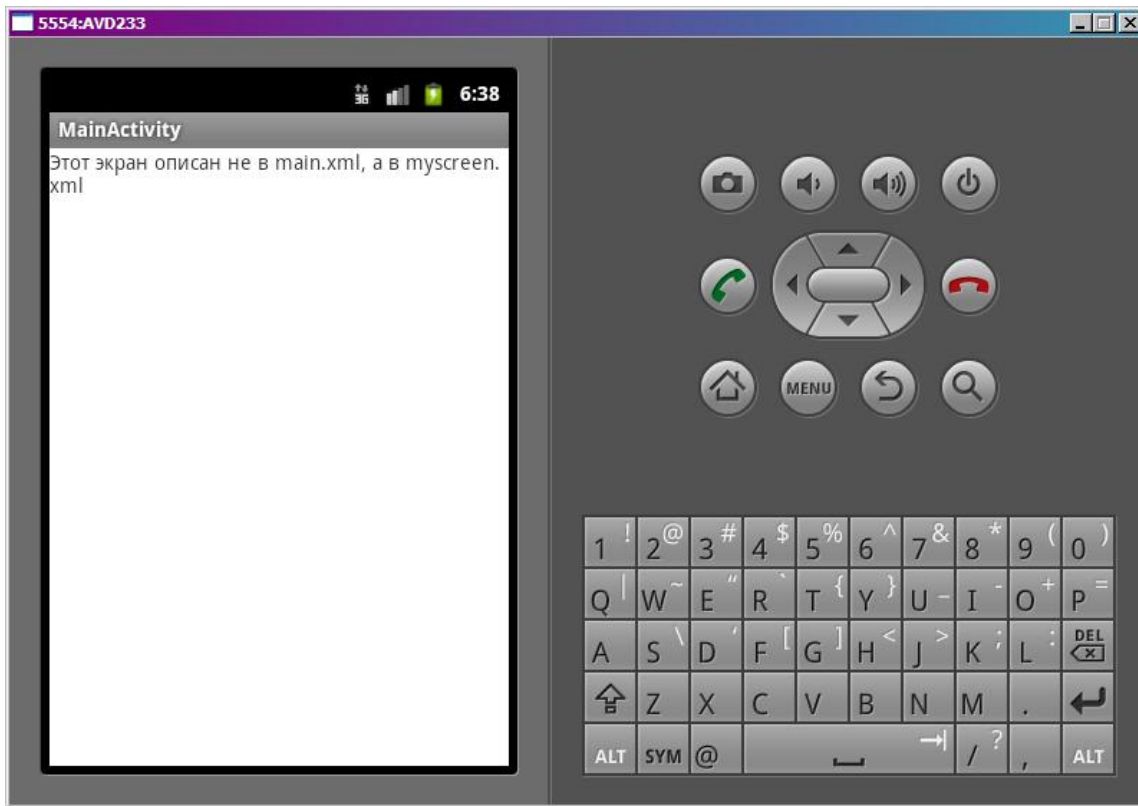 5554:AVD233
3G 6:38
MainActivity
Этот экран описан не в main.xml, а в myscreen.
xml
MENU
1 ! 2 @ 3 # 4 $ 5 % 6 ^ 7 & 8 * 9 ( 0 )
Q | W ~ E " R ` T { Y } U _ I - O + P =
A S \ D ' F [ G ] H < J > K ; L : DEL
Z X C V B N M .
ALT SYM @ / ? , ALT